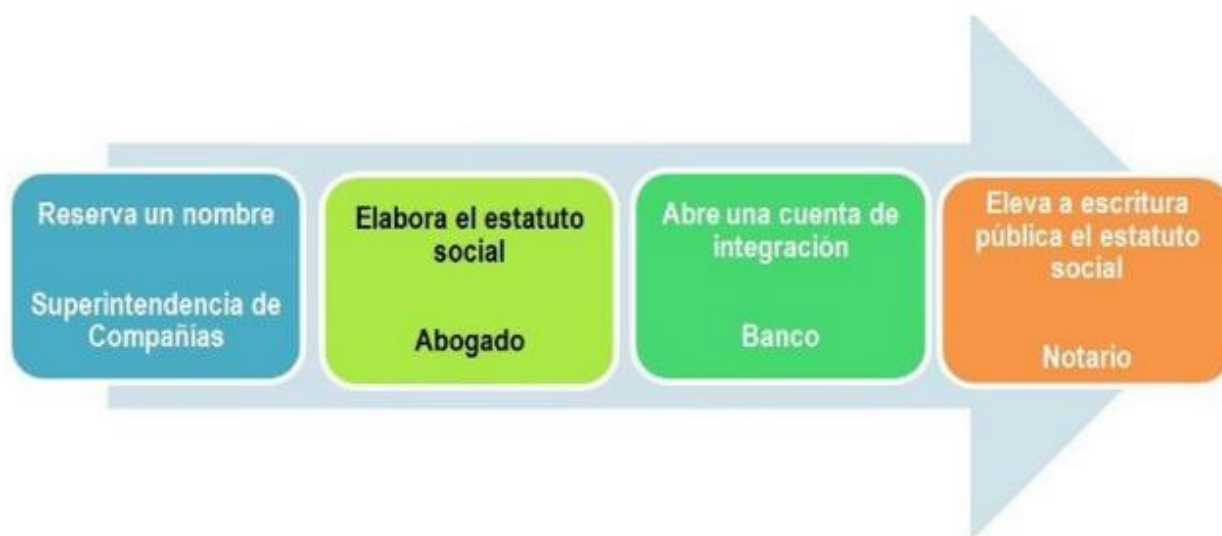 Reserva un nombre
Superintendencia de
Compañías
Elabora el estatuto
social
Abogado
Abre una cuenta de
integración
Banco
Eleva a escritura
pública el estatuto
social
Notario